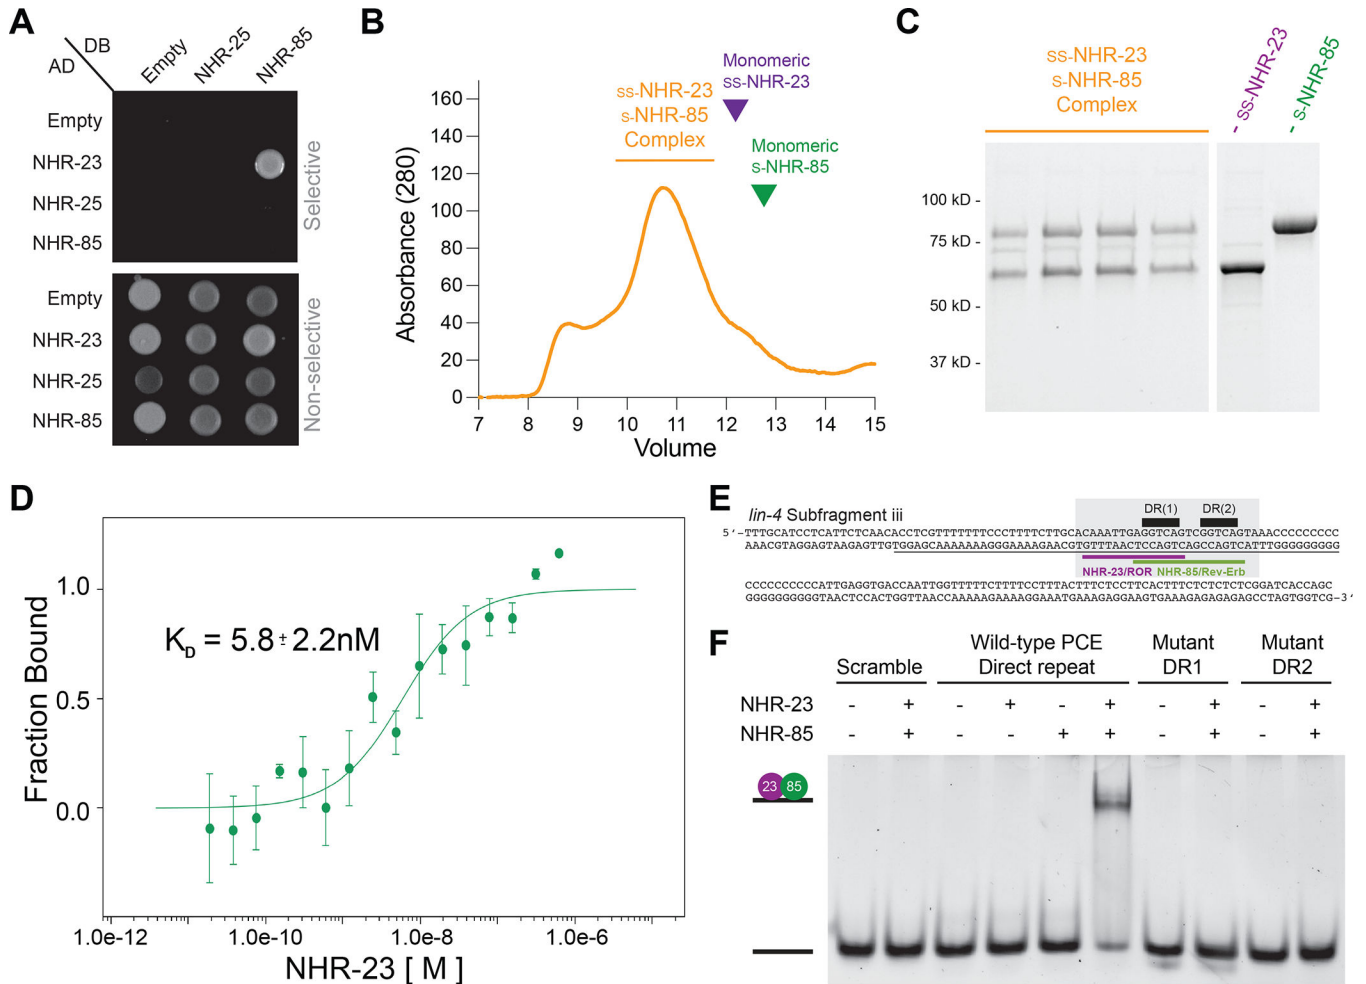 A
DB
AD
Empty
NHR-25
NHR-85
Empty
NHR-23
NHR-25
NHR-85
Selective
Empty
NHR-23
NHR-25
NHR-85
Non-selective
B
Monomeric
SS-NHR-23
SS-NHR-23
S-NHR-85
Complex
Monomeric
S-NHR-85
Absorbance (280)
160
140
120
100
80
60
40
20
0
7 8 9 10 11 12 13 14 15
Volume
C
SS-NHR-23
S-NHR-85
Complex
- SS-NHR-23
- S-NHR-85
100 kD -
75 kD -
50 kD -
37 kD -
D
K_D = 5.8 ± 2.2nM
Fraction Bound
1.0
0.5
0.0
1.0e-12 1.0e-10 1.0e-8 1.0e-6
NHR-23 [ M ]
E
lin-4 Subfragment iii
DR(1) DR(2)
5'-TTTGCATCCTCATTCTCAACACCTCGTTTTTTTCCCTTTTCTTGCACAAATTGAGGTCAGTCGGTCAGTAAACCCCCCCCC
AAACGTAGGAGTAAGAGTTGTGGAGCAAAAAAAGGGAAAAGAACGTGTTTAACTCCAGTCAGCCAGTCATTTGGGGGGGGG
NHR-23/ROR NHR-85/Rev-Erb
CCCCCCCCCCATTGAGGTGACCAATTGGTTTTTCTTTTCCTTTACTTTCTCCTTCACTTTCTCTCTCTCGGATCACCAGC
GGGGGGGGGGTAACTCCACTGGTTAACCAAAAAGAAAAGGAAATGAAAGAGGAAGTGAAAGAGAGAGAGCCTAGTGGTCG-3'
F
Scramble
Wild-type PCE
Direct repeat
Mutant
DR1
Mutant
DR2
NHR-23 - + - + - + - + - +
NHR-85 - + - - + + - + - +
23 85